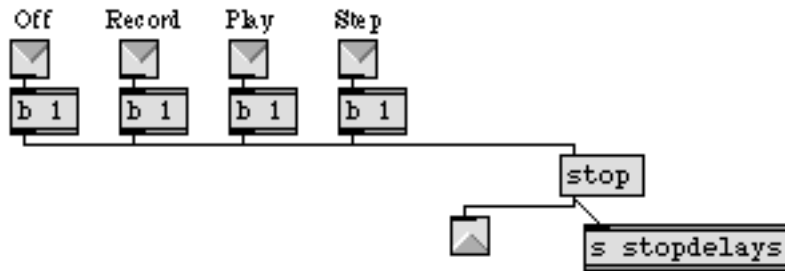 Off Record Play Step
b 1 b 1 b 1 b 1
stop
s stopdelays